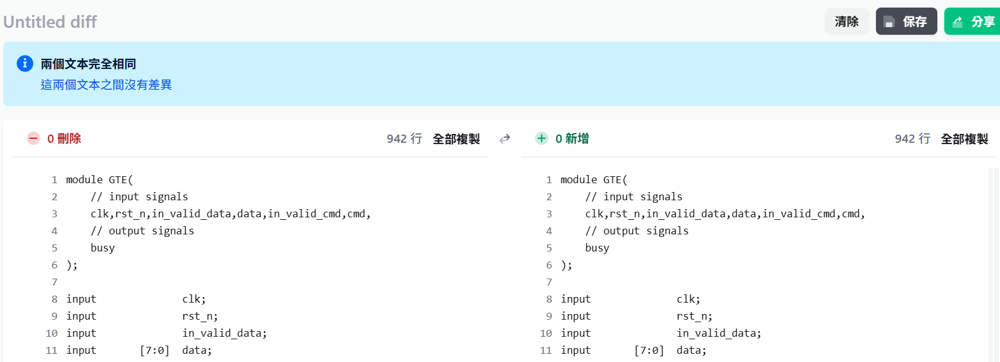 Untitled diff
清除
保存
分享
兩個文本完全相同
這兩個文本之間沒有差異
0 刪除
942 行 全部複製
0 新增
942 行 全部複製
1 module GTE(
2 // input signals
3 clk,rst_n,in_valid_data,data,in_valid_cmd,cmd,
4 // output signals
5 busy
6 );
7
8 input clk;
9 input rst_n;
10 input in_valid_data;
11 input [7:0] data;
1 module GTE(
2 // input signals
3 clk,rst_n,in_valid_data,data,in_valid_cmd,cmd,
4 // output signals
5 busy
6 );
7
8 input clk;
9 input rst_n;
10 input in_valid_data;
11 input [7:0] data;